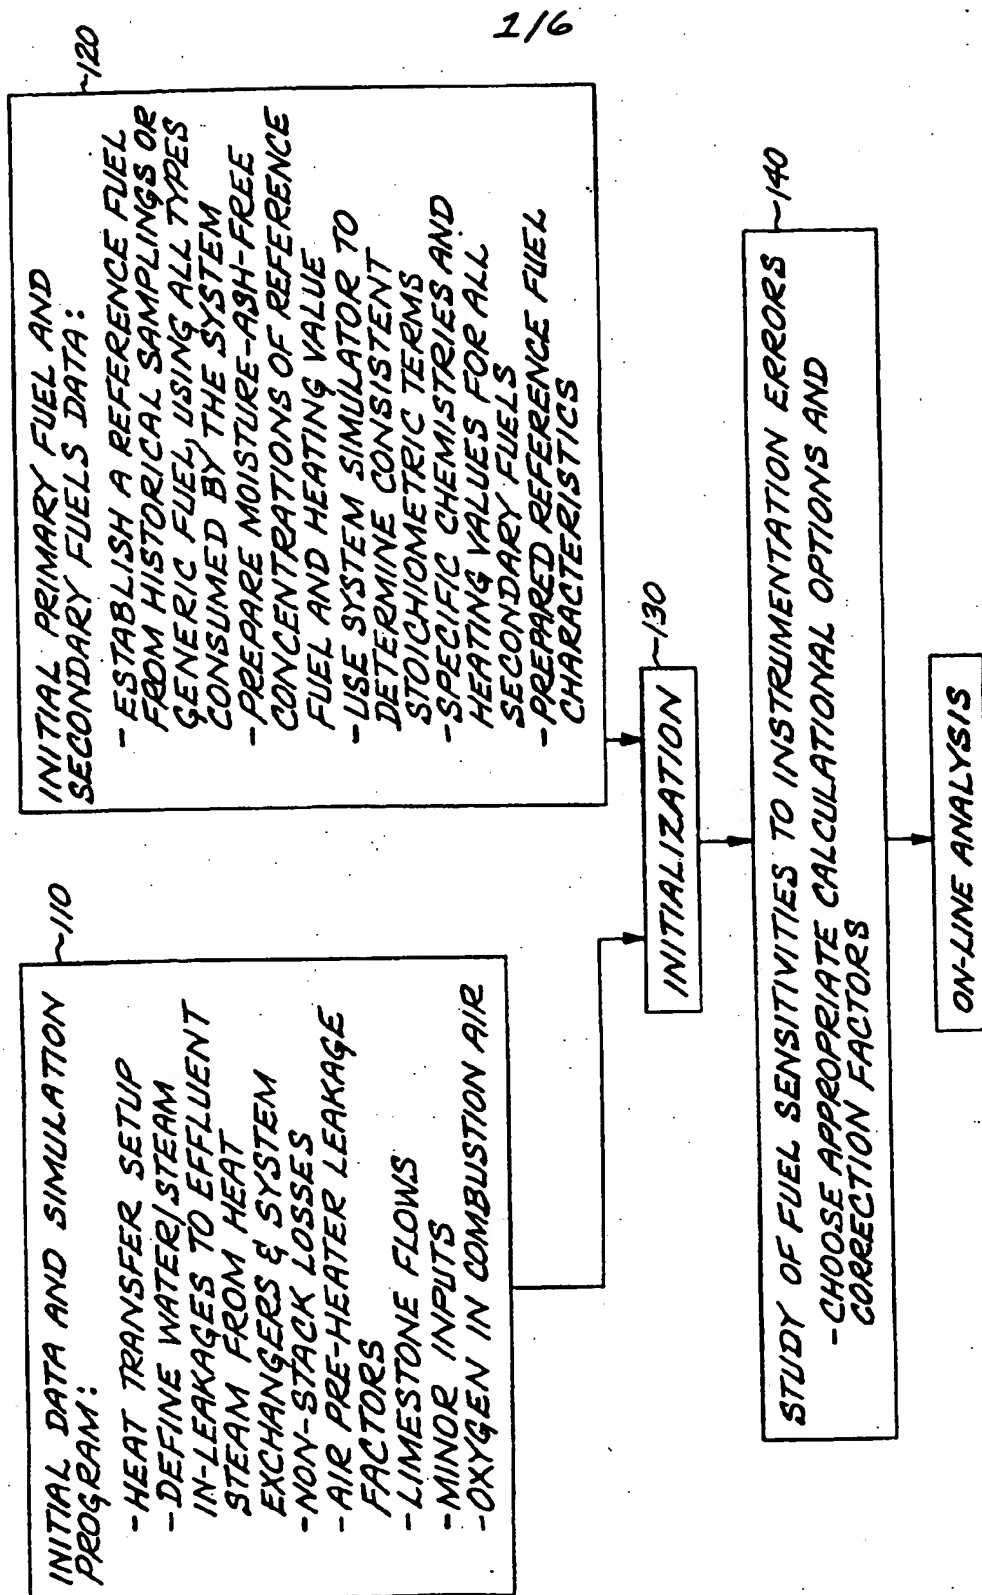 1/6
INITIAL DATA AND SIMULATION
PROGRAM:
-HEAT TRANSFER SETUP
-DEFINE WATER/STEAM
IN-LEAKAGES TO EFFLUENT
STEAM FROM HEAT
EXCHANGERS & SYSTEM
-NON-STACK LOSSES
-AIR PRE-HEATER LEAKAGE
FACTORS
-LIMESTONE FLOWS
-MINOR INPUTS
-OXYGEN IN COMBUSTION AIR
~110
INITIAL PRIMARY FUEL AND
SECONDARY FUELS DATA:
-ESTABLISH A REFERENCE FUEL
FROM HISTORICAL SAMPLINGS OR
GENERIC FUEL, USING ALL TYPES
CONSUMED BY THE SYSTEM
-PREPARE MOISTURE-ASH-FREE
CONCENTRATIONS OF REFERENCE
FUEL AND HEATING VALUE
-USE SYSTEM SIMULATOR TO
DETERMINE CONSISTENT
STOICHIOMETRIC TERMS
-SPECIFIC CHEMISTRIES AND
HEATING VALUES FOR ALL
SECONDARY FUELS
-PREPARED REFERENCE FUEL
CHARACTERISTICS
~120
INITIALIZATION
~130
STUDY OF FUEL SENSITIVITIES TO INSTRUMENTATION ERRORS
-CHOOSE APPROPRIATE CALCULATIONAL OPTIONS AND
CORRECTION FACTORS
~140
ON-LINE ANALYSIS